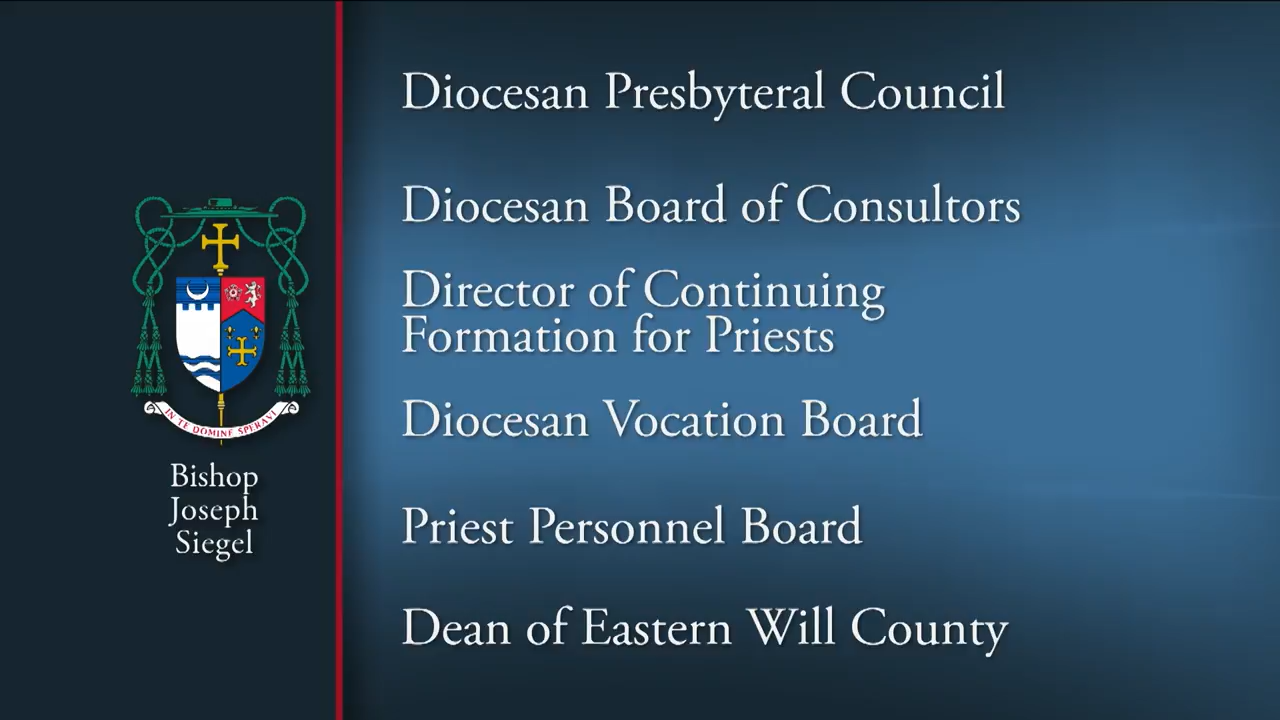 Diocesan Presbyteral Council
Diocesan Board of Consultors
Director of Continuing
Formation for Priests
Diocesan Vocation Board
Priest Personnel Board
Dean of Eastern Will County
IN TE DOMINE SPERAVI
Bishop
Joseph
Siegel